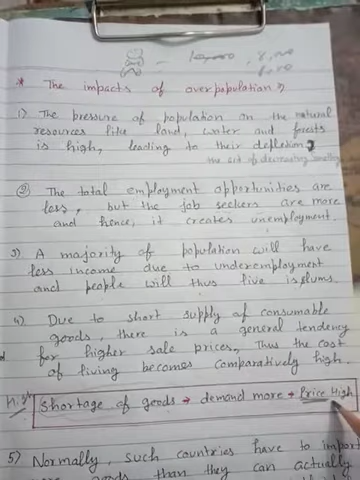 10,000, 8,000
* The impacts of overpopulation
1) The pressure of population on the natural
resources like land, water and forests
is high, leading to their depletion.
the act of decreasing
② The total employment opportunities are
less, but the job seekers are more
and hence, it creates unemployment.
3) A majority of population will have
less income due to underemployment
and people will thus live in slums.
4) Due to short supply of consumable
goods, there is a general tendency
for higher sale prices, Thus the cost
of living becomes comparatively high.
Shortage of goods → demand more → Price High
5) Normally, such countries have to import
goods than they can actually